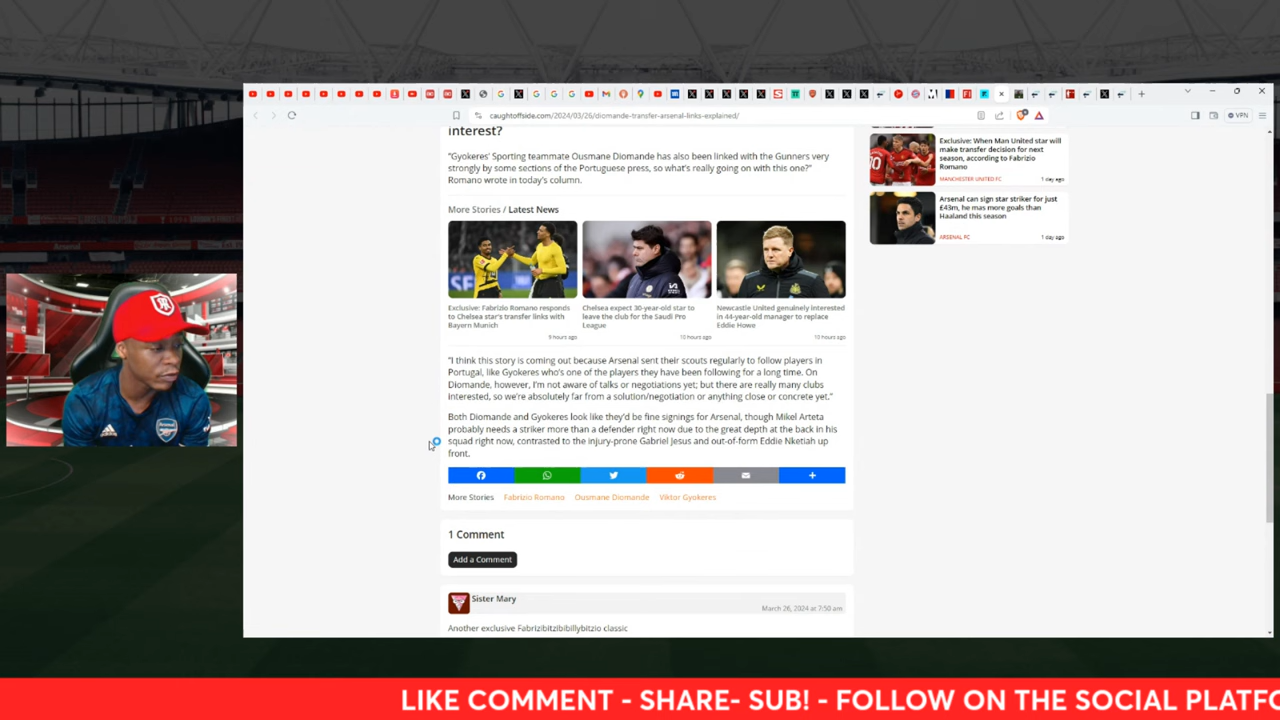 caughtoffside.com/2024/03/26/diomande-transfer-arsenal-links-explained/
VPN
interest?
"Gyokeres' Sporting teammate Ousmane Diomande has also been linked with the Gunners very
strongly by some sections of the Portuguese press, so what's really going on with this one?"
Romano wrote in today's column.
More Stories / Latest News
Exclusive: Fabrizio Romano responds
to Chelsea star's transfer links with
Bayern Munich
9 hours ago
Chelsea expect 30-year-old star to
leave the club for the Saudi Pro
League
10 hours ago
Newcastle United genuinely interested
in 44-year-old manager to replace
Eddie Howe
15 hours ago
"I think this story is coming out because Arsenal sent their scouts regularly to follow players in
Portugal, like Gyokeres who's one of the players they have been following for a long time. On
Diomande, however, I'm not aware of talks or negotiations yet; but there are really many clubs
interested, so we're absolutely far from a solution/negotiation or anything close or concrete yet."
Both Diomande and Gyokeres look like they'd be fine signings for Arsenal, though Mikel Arteta
probably needs a striker more than a defender right now due to the great depth at the back in his
squad right now, contrasted to the injury-prone Gabriel Jesus and out-of-form Eddie Nketiah up
front.
More Stories Fabrizio Romano Ousmane Diomande Viktor Gyokeres
1 Comment
Add a Comment
Sister Mary
March 26, 2024 at 7:50 am
Another exclusive Fabrizibitzibibillybitzio classic
Exclusive: When Man United star will
make transfer decision for next
season, according to Fabrizio
Romano
MANCHESTER UNITED FC 1 day ago
Arsenal can sign star striker for just
£43m, he mas more goals than
Haaland this season
ARSENAL FC 1 day ago
LIKE COMMENT - SHARE- SUB! - FOLLOW ON THE SOCIAL PLATFO